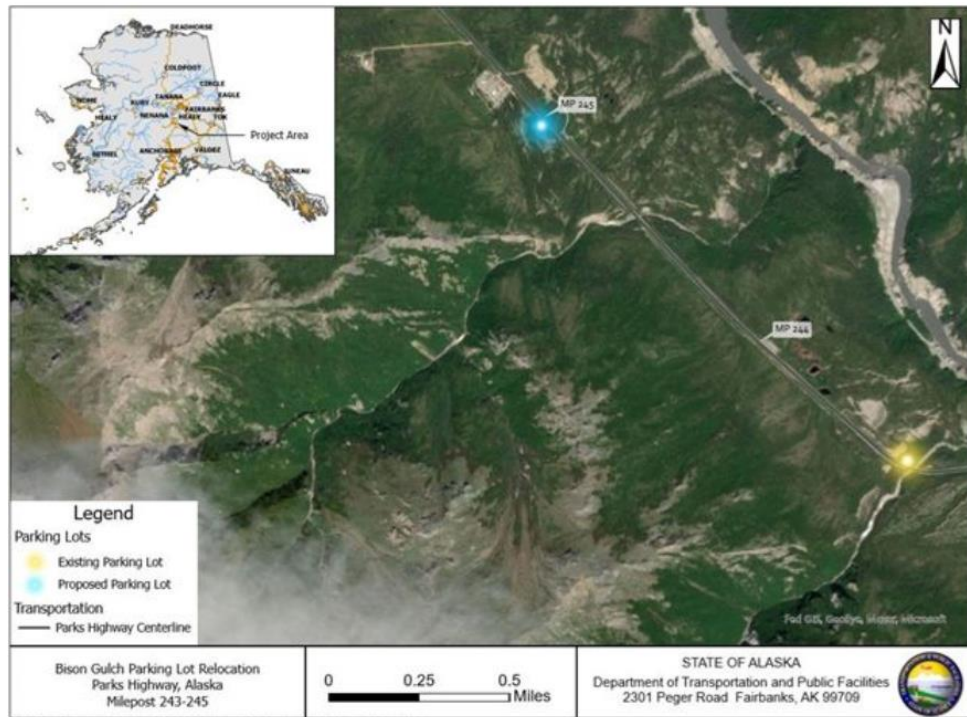 DEADHORSE
COLDFOOT
CIRCLE
EAGLE
TANANA
RUBY
FAIRBANKS
NOME
NENANA
HEALY
TOK
HEALY
Project Area
BETHEL
ANCHORAGE
VALDEZ
JUNEAU
N
MP 245
MP 244
Legend
Parking Lots
Existing Parking Lot
Proposed Parking Lot
Transportation
Parks Highway Centerline
Microsoft
Bison Gulch Parking Lot Relocation
Parks Highway, Alaska
Milepost 243-245
0 0.25 0.5
Miles
STATE OF ALASKA
Department of Transportation and Public Facilities
2301 Peger Road Fairbanks, AK 99709